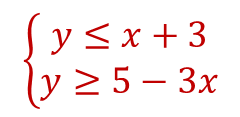 y ≤ x + 3
y ≥ 5 − 3x